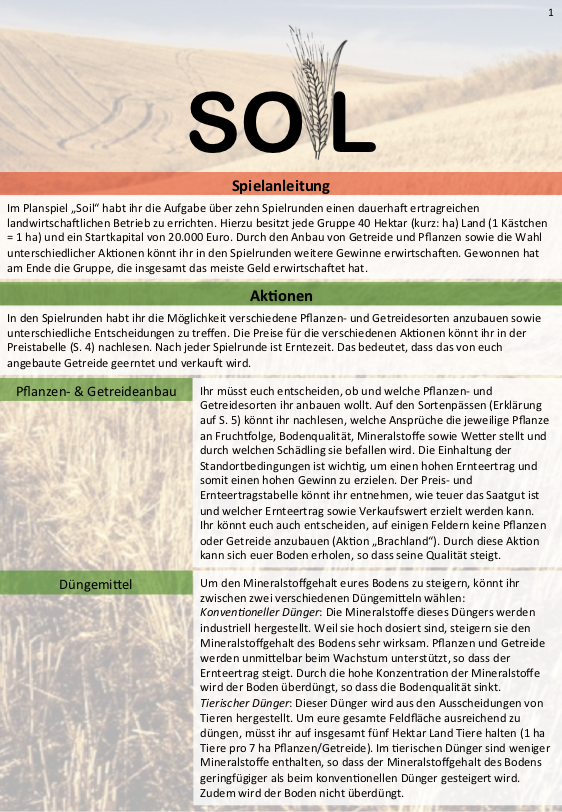 1
SOIL
Spielanleitung
Im Planspiel „Soil“ habt ihr die Aufgabe über zehn Spielrunden einen dauerhaft ertragreichen
landwirtschaftlichen Betrieb zu errichten. Hierzu besitzt jede Gruppe 40 Hektar (kurz: ha) Land (1 Kästchen
= 1 ha) und ein Startkapital von 20.000 Euro. Durch den Anbau von Getreide und Pflanzen sowie die Wahl
unterschiedlicher Aktionen könnt ihr in den Spielrunden weitere Gewinne erwirtschaften. Gewonnen hat
am Ende die Gruppe, die insgesamt das meiste Geld erwirtschaftet hat.
Aktionen
In den Spielrunden habt ihr die Möglichkeit verschiedene Pflanzen- und Getreidesorten anzubauen sowie
unterschiedliche Entscheidungen zu treffen. Die Preise für die verschiedenen Aktionen könnt ihr in der
Preistabelle (S. 4) nachlesen. Nach jeder Spielrunde ist Erntezeit. Das bedeutet, dass das von euch
angebaute Getreide geerntet und verkauft wird.
Pflanzen- & Getreideanbau
Ihr müsst euch entscheiden, ob und welche Pflanzen- und
Getreidesorten ihr anbauen wollt. Auf den Sortenpässen (Erklärung
auf S. 5) könnt ihr nachlesen, welche Ansprüche die jeweilige Pflanze
an Fruchtfolge, Bodenqualität, Mineralstoffe sowie Wetter stellt und
durch welchen Schädling sie befallen wird. Die Einhaltung der
Standortbedingungen ist wichtig, um einen hohen Ernteertrag und
somit einen hohen Gewinn zu erzielen. Der Preis- und
Ernteertragstabelle könnt ihr entnehmen, wie teuer das Saatgut ist
und welcher Ernteertrag sowie Verkaufswert erzielt werden kann.
Ihr könnt euch auch entscheiden, auf einigen Feldern keine Pflanzen
oder Getreide anzubauen (Aktion „Brachland“). Durch diese Aktion
kann sich euer Boden erholen, so dass seine Qualität steigt.
Düngemittel
Um den Mineralstoffgehalt eures Bodens zu steigern, könnt ihr
zwischen zwei verschiedenen Düngemitteln wählen:
Konventioneller Dünger: Die Mineralstoffe dieses Düngers werden
industriell hergestellt. Weil sie hoch dosiert sind, steigern sie den
Mineralstoffgehalt des Bodens sehr wirksam. Pflanzen und Getreide
werden unmittelbar beim Wachstum unterstützt, so dass der
Ernteertrag steigt. Durch die hohe Konzentration der Mineralstoffe
wird der Boden überdüngt, so dass die Bodenqualität sinkt.
Tierischer Dünger: Dieser Dünger wird aus den Ausscheidungen von
Tieren hergestellt. Um eure gesamte Feldfläche ausreichend zu
düngen, müsst ihr auf insgesamt fünf Hektar Land Tiere halten (1 ha
Tiere pro 7 ha Pflanzen/Getreide). Im tierischen Dünger sind weniger
Mineralstoffe enthalten, so dass der Mineralstoffgehalt des Bodens
geringfügiger als beim konventionellen Dünger gesteigert wird.
Zudem wird der Boden nicht überdüngt.